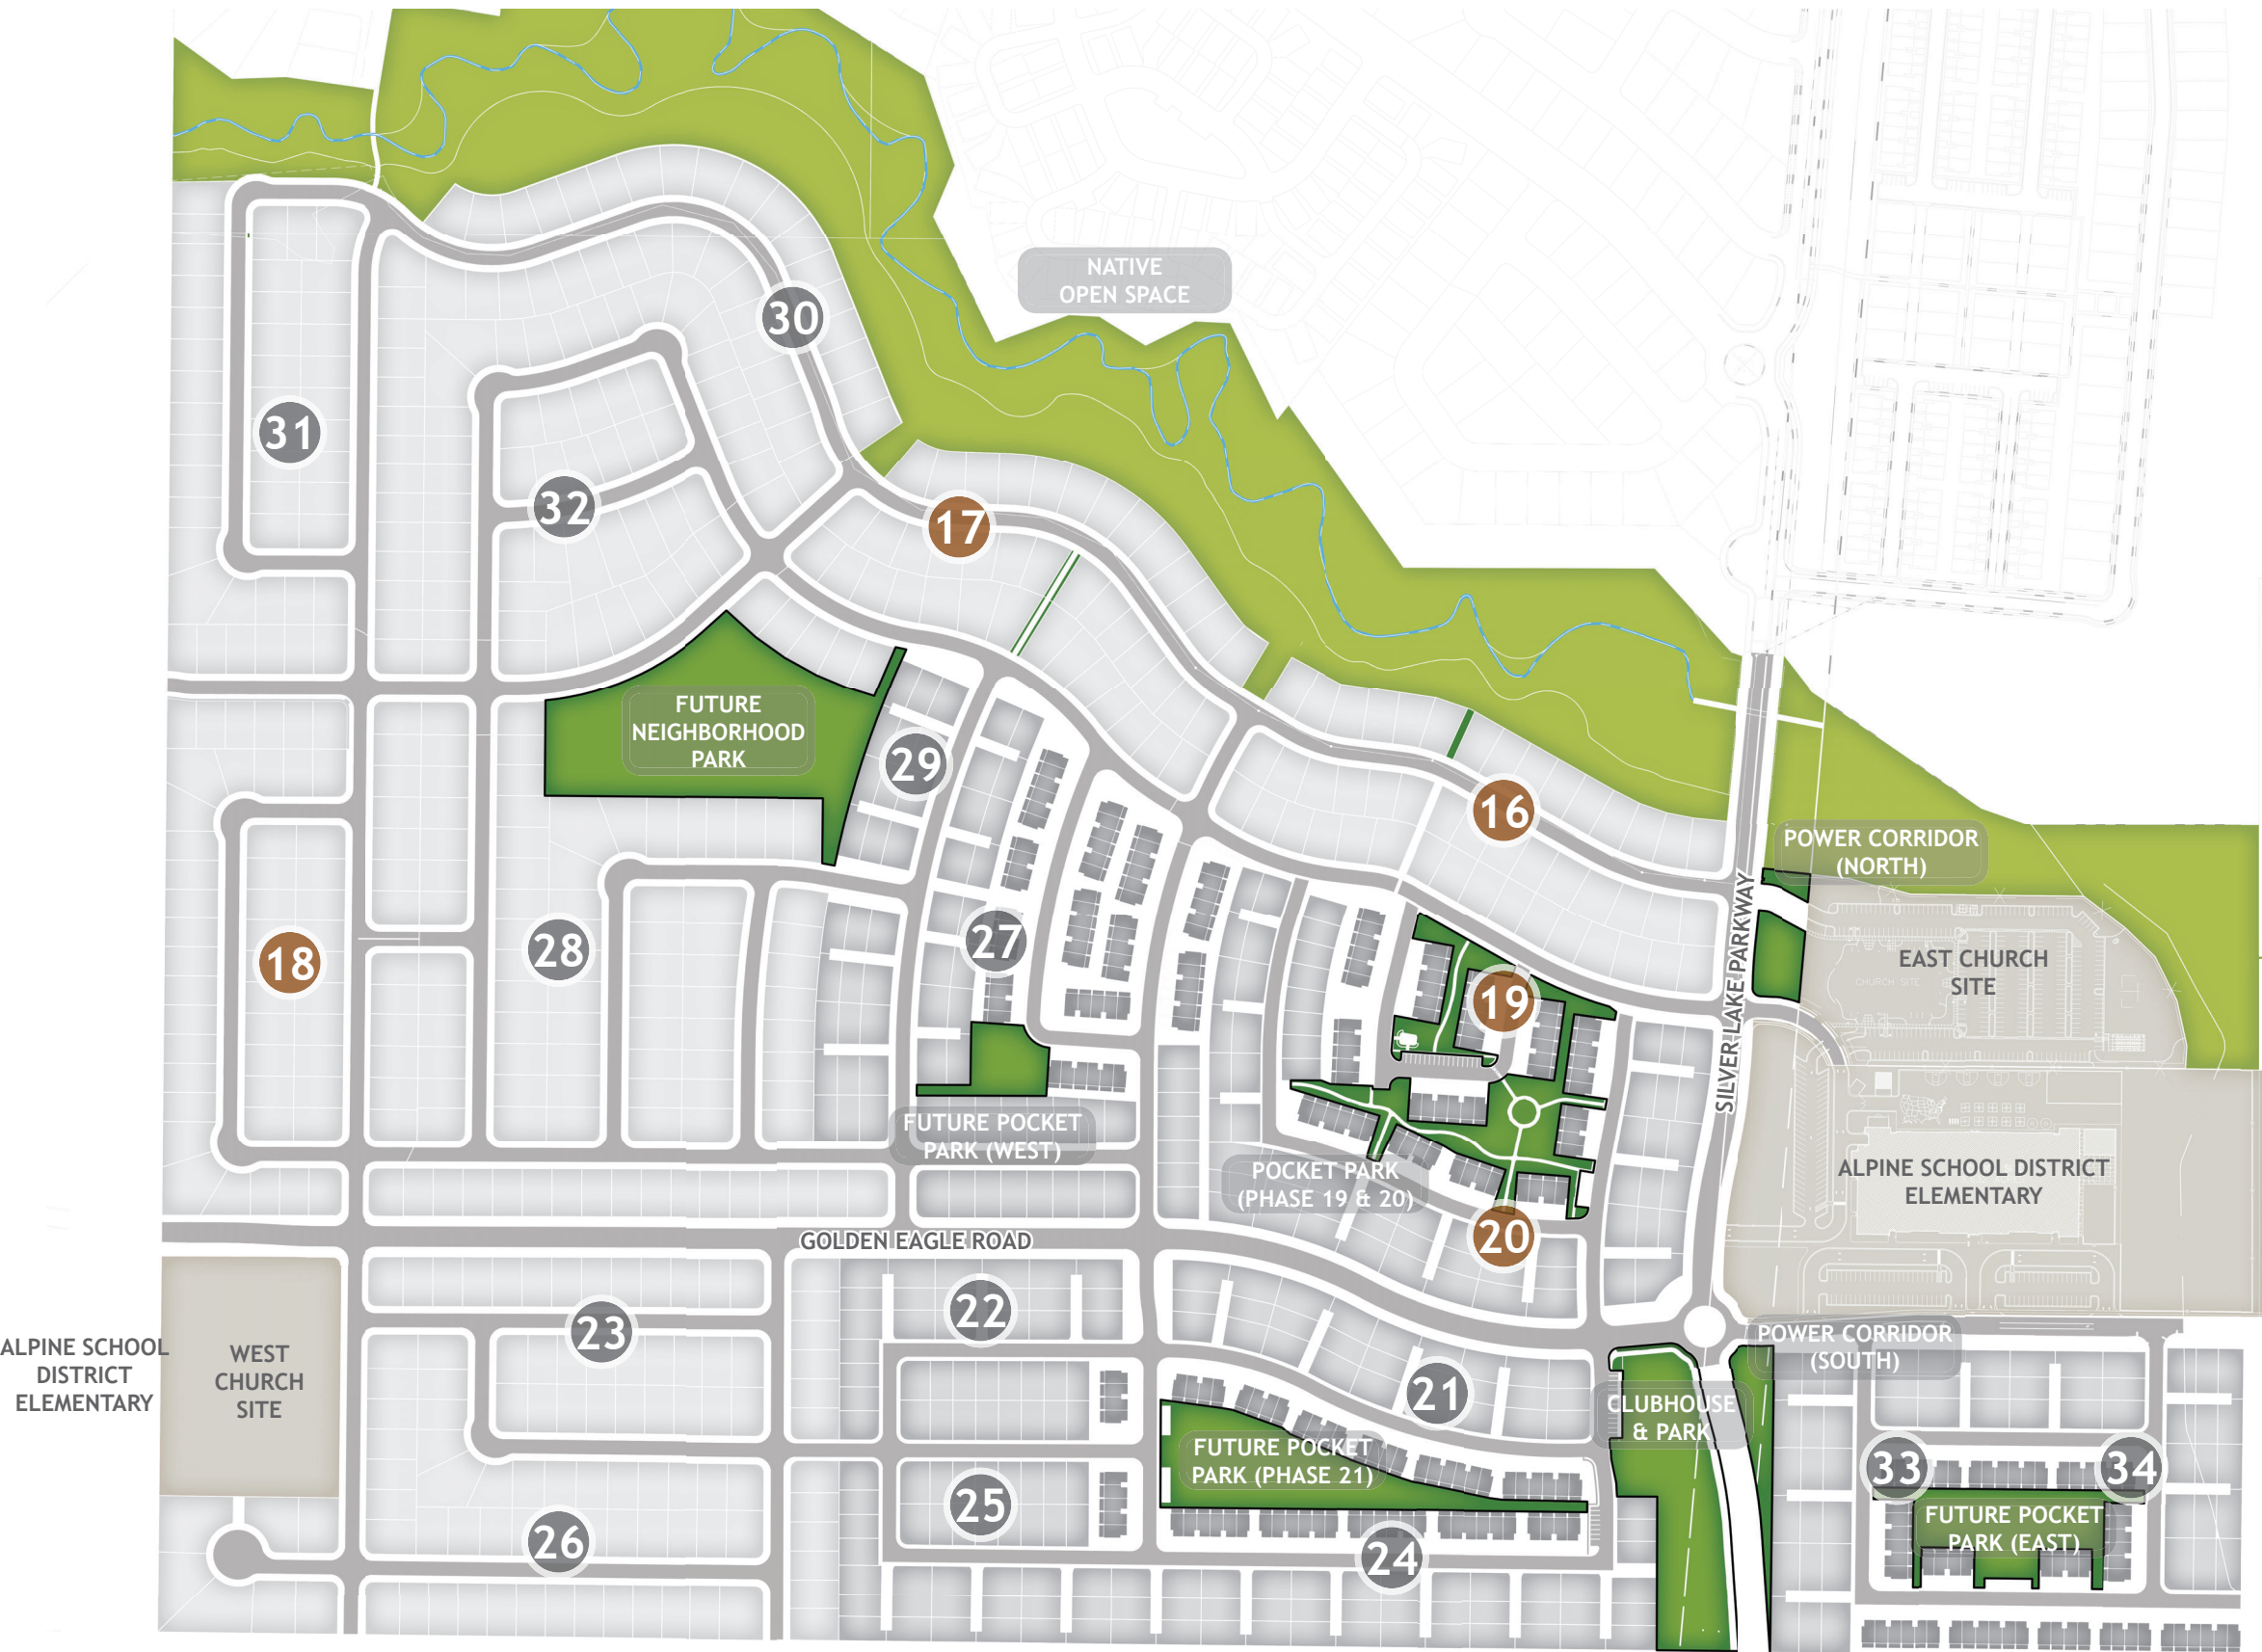 NATIVE
OPEN SPACE
30
31
32
17
FUTURE
NEIGHBORHOOD
PARK
29
16
POWER CORRIDOR
(NORTH)
SILVER LAKE PARKWAY
EAST CHURCH
SITE
CHURCH SITE
18
28
27
19
FUTURE POCKET
PARK (WEST)
POCKET PARK
(PHASE 19 & 20)
ALPINE SCHOOL DISTRICT
ELEMENTARY
20
GOLDEN EAGLE ROAD
22
23
ALPINE SCHOOL
DISTRICT
ELEMENTARY
WEST
CHURCH
SITE
POWER CORRIDOR
(SOUTH)
21
CLUBHOUSE
& PARK
FUTURE POCKET
PARK (PHASE 21)
33
34
25
FUTURE POCKET
PARK (EAST)
26
24